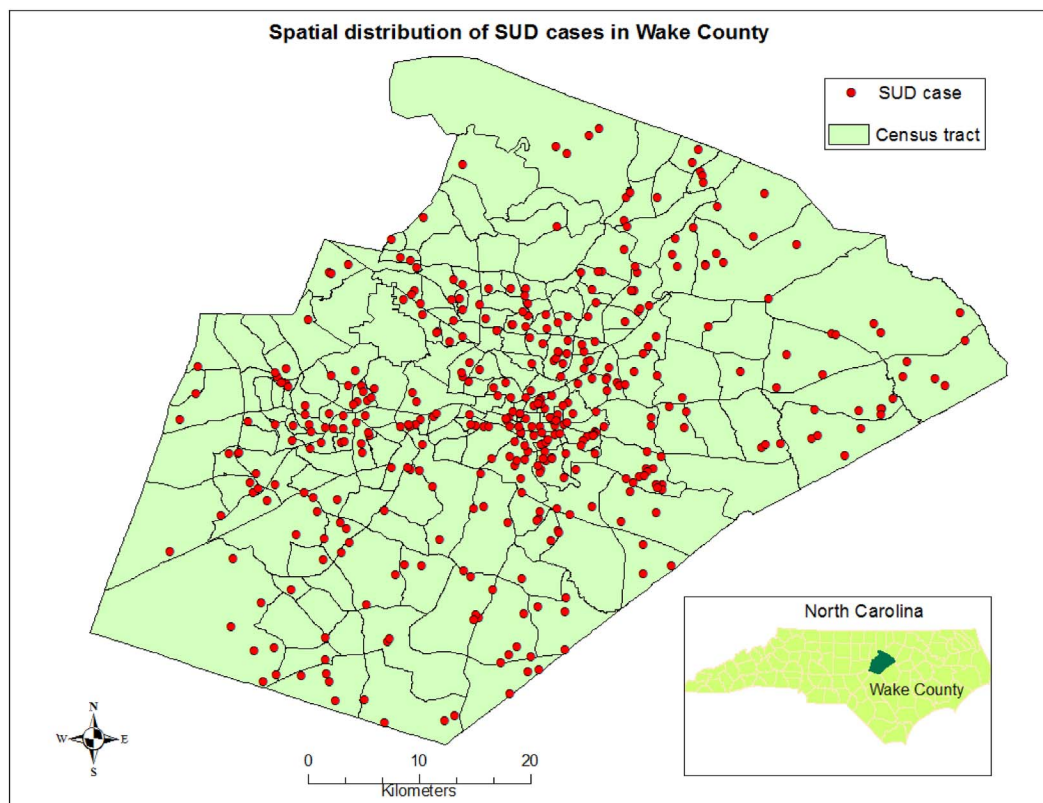 Spatial distribution of SUD cases in Wake County
SUD case
Census tract
North Carolina
Wake County
N
W E
S
0 10 20
Kilometers